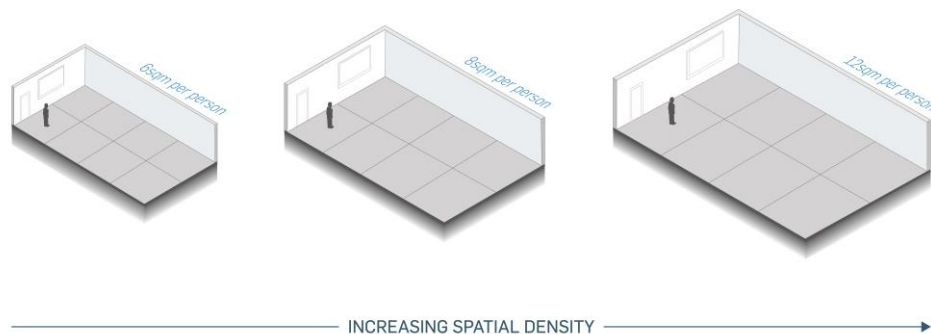 6sqm per person
8sqm per person
12sqm per person
INCREASING SPATIAL DENSITY